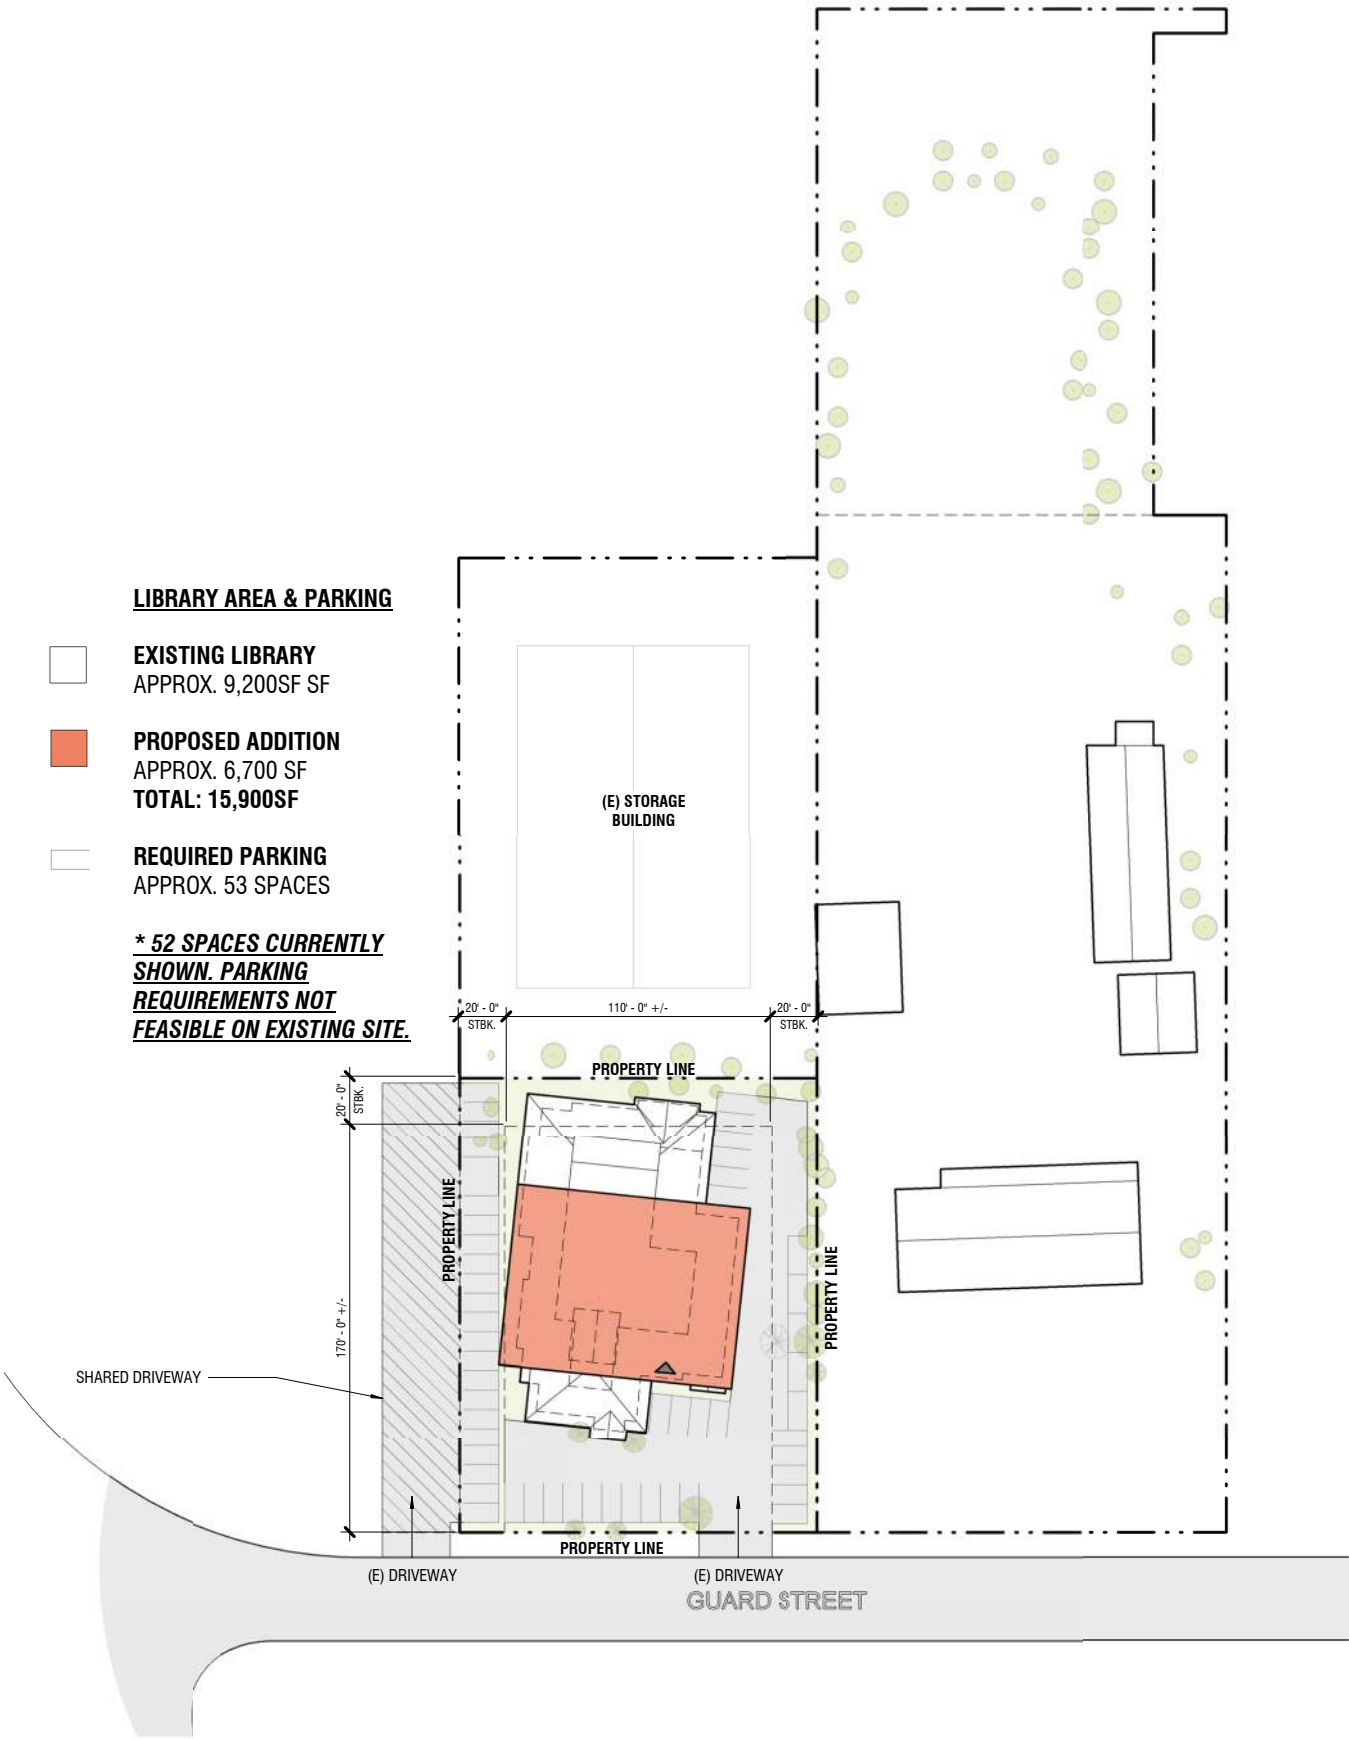 LIBRARY AREA & PARKING
EXISTING LIBRARY
APPROX. 9,200SF SF
PROPOSED ADDITION
APPROX. 6,700 SF
TOTAL: 15,900SF
REQUIRED PARKING
APPROX. 53 SPACES
* 52 SPACES CURRENTLY
SHOWN. PARKING
REQUIREMENTS NOT
FEASIBLE ON EXISTING SITE.
(E) STORAGE
BUILDING
20' - 0"
STBK.
110' - 0" +/-
20' - 0"
STBK.
PROPERTY LINE
20' - 0"
STBK.
PROPERTY LINE
PROPERTY LINE
170' - 0" +/-
SHARED DRIVEWAY
PROPERTY LINE
(E) DRIVEWAY
(E) DRIVEWAY
GUARD STREET